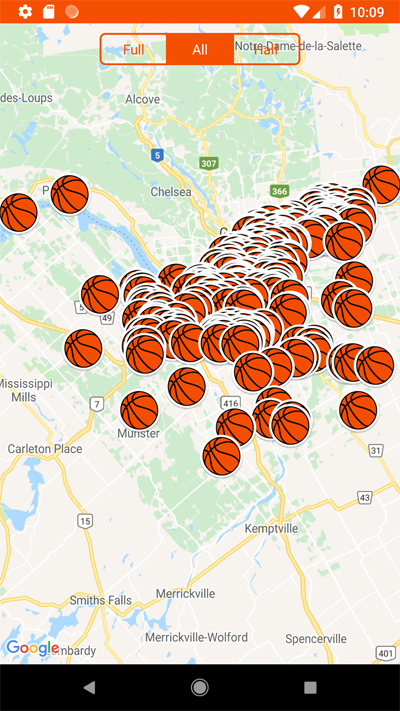 10:09
Full
All
Half
Notre-Dame-de-la-Salette
des-Loups
Alcove
5
307
Chelsea
366
49
Mississippi
Mills
7
416
Munster
Carleton Place
31
43
15
Kemptville
Smiths Falls
Merrickville
Merrickville-Wolford
Spencerville
Google
mbardy
401